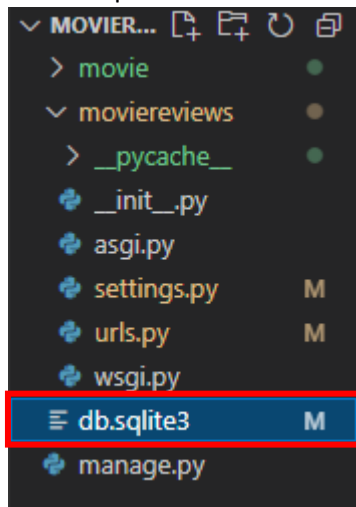 MOVIER...
movie
moviereviews
__pycache__
__init__.py
asgi.py
settings.py M
urls.py M
wsgi.py
db.sqlite3 M
manage.py